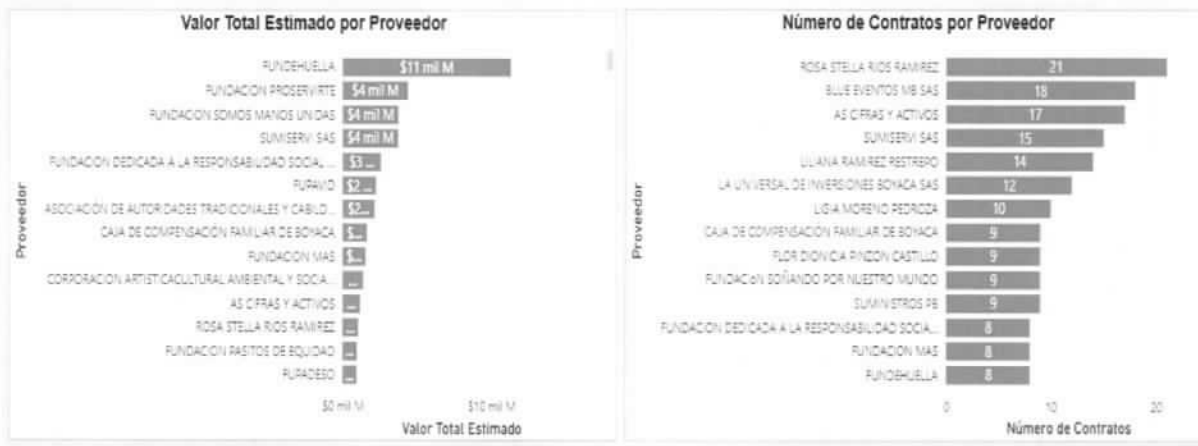 Valor Total Estimado por Proveedor
Proveedor
FUNDEHUELLA $11 mil M
FUNDACION PROSERVIRTE $4 mil M
FUNDACION SOMOS MANOS UNIDAS $4 mil M
SUMISERVI SAS $4 mil M
FUNDACION DEDICADA A LA RESPONSABILIDAD SOCIAL ... $3 ...
FUPAVID $2 ...
ASOCIACIÓN DE AUTORIDADES TRADICIONALES Y CABILD... $2...
CAJA DE COMPENSACIÓN FAMILIAR DE BOYACA $...
FUNDACION MAS $...
CORPORACION ARTISTICACULTURAL AMBIENTAL Y SOCIA... ...
AS CIFRAS Y ACTIVOS ...
ROSA STELLA RIOS RAMIREZ ...
FUNDACION PASITOS DE EQUIDAD ...
FUPADESO ...
$0 mil M $10 mil M
Valor Total Estimado
Número de Contratos por Proveedor
Proveedor
ROSA STELLA RIOS RAMIREZ 21
BLUE EVENTOS MB SAS 18
AS CIFRAS Y ACTIVOS 17
SUMISERVI SAS 15
LILIANA RAMIREZ RESTREPO 14
LA UNIVERSAL DE INVERSIONES BOYACA SAS 12
LIGIA MORENO PEDROZA 10
CAJA DE COMPENSACIÓN FAMILIAR DE BOYACA 9
FLOR DIONICIA PINZON CASTILLO 9
FUNDACIóN SOÑANDO POR NUESTRO MUNDO 9
SUMINISTROS PB 9
FUNDACION DEDICADA A LA RESPONSABILIDAD SOCIA... 8
FUNDACION MAS 8
FUNDEHUELLA 8
0 10 20
Número de Contratos